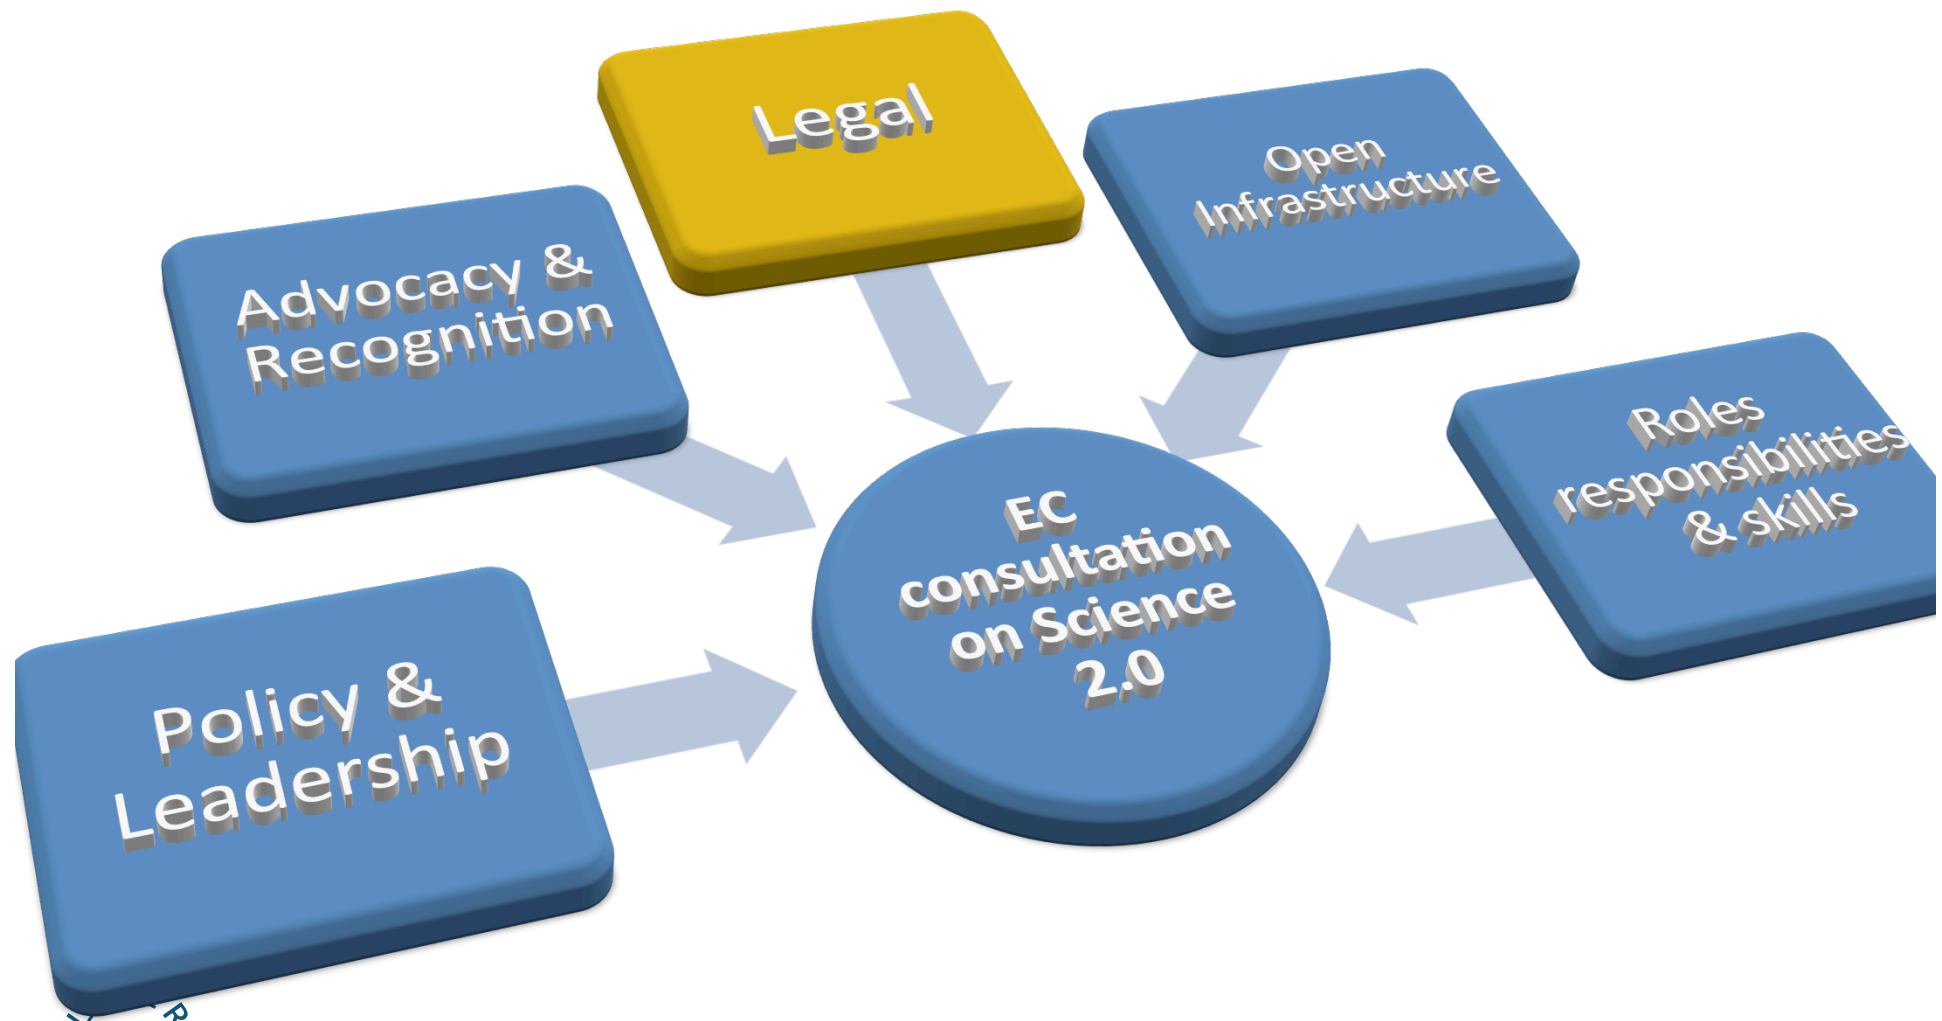 Legal
Open
Infrastructure
Advocacy &
Recognition
Roles
responsibilities
& skills
EC
consultation
on Science
2.0
Policy &
Leadership
R